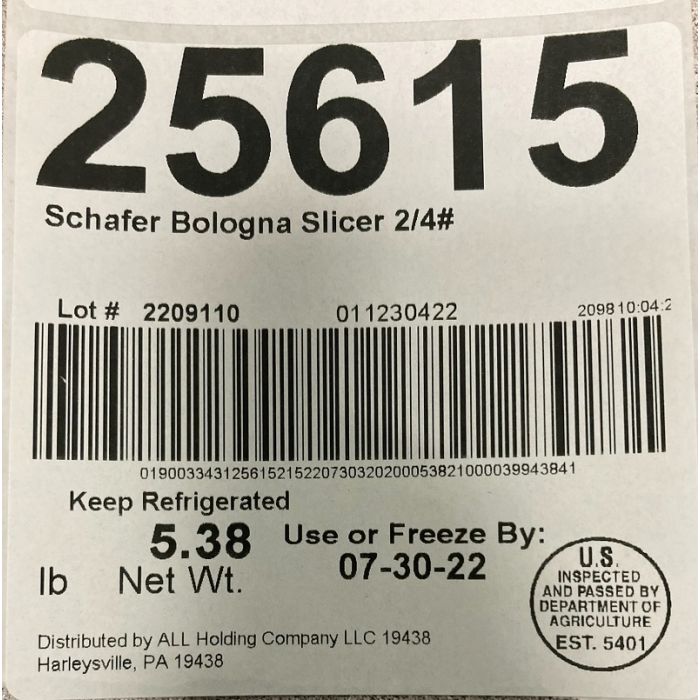 25615
Schafer Bologna Slicer 2/4#
Lot # 2209110 011230422 209810:04:2
019003343125615215220730320200053821000039943841
Keep Refrigerated
5.38 Use or Freeze By:
lb Net Wt. 07-30-22
U.S.
INSPECTED
AND PASSED BY
DEPARTMENT OF
AGRICULTURE
EST. 5401
Distributed by ALL Holding Company LLC 19438
Harleysville, PA 19438